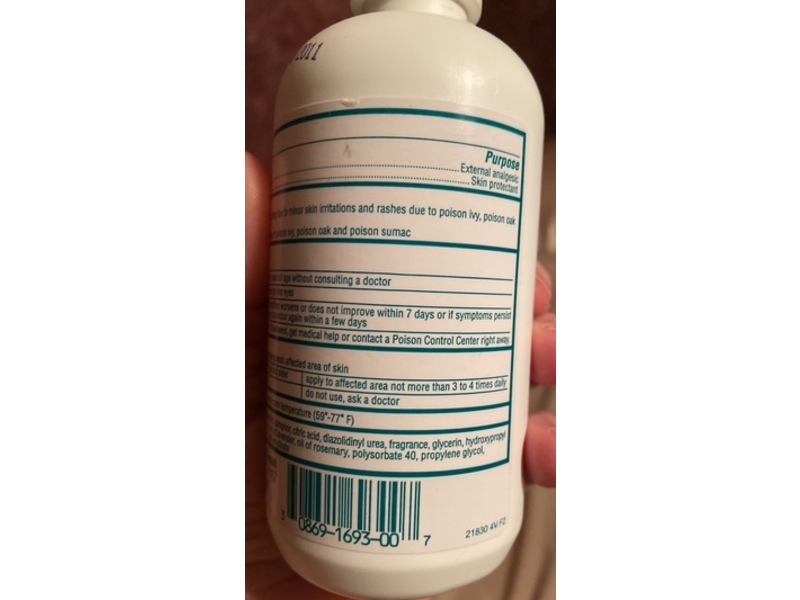 2011
Purpose
External analgesic
Skin protectant
to minor skin irritations and rashes due to poison ivy, poison oak
ivy, poison oak and poison sumac
of age without consulting a doctor
eyes
or does not improve within 7 days or if symptoms persist
again within a few days
get medical help or contact a Poison Control Center right away.
affected area of skin
apply to affected area not more than 3 to 4 times daily
do not use, ask a doctor
temperature (59°-77° F)
citric acid, diazolidinyl urea, fragrance, glycerin, hydroxypropyl
oil of rosemary, polysorbate 40, propylene glycol,
3 0869-1693-00 7
21830 4V F2